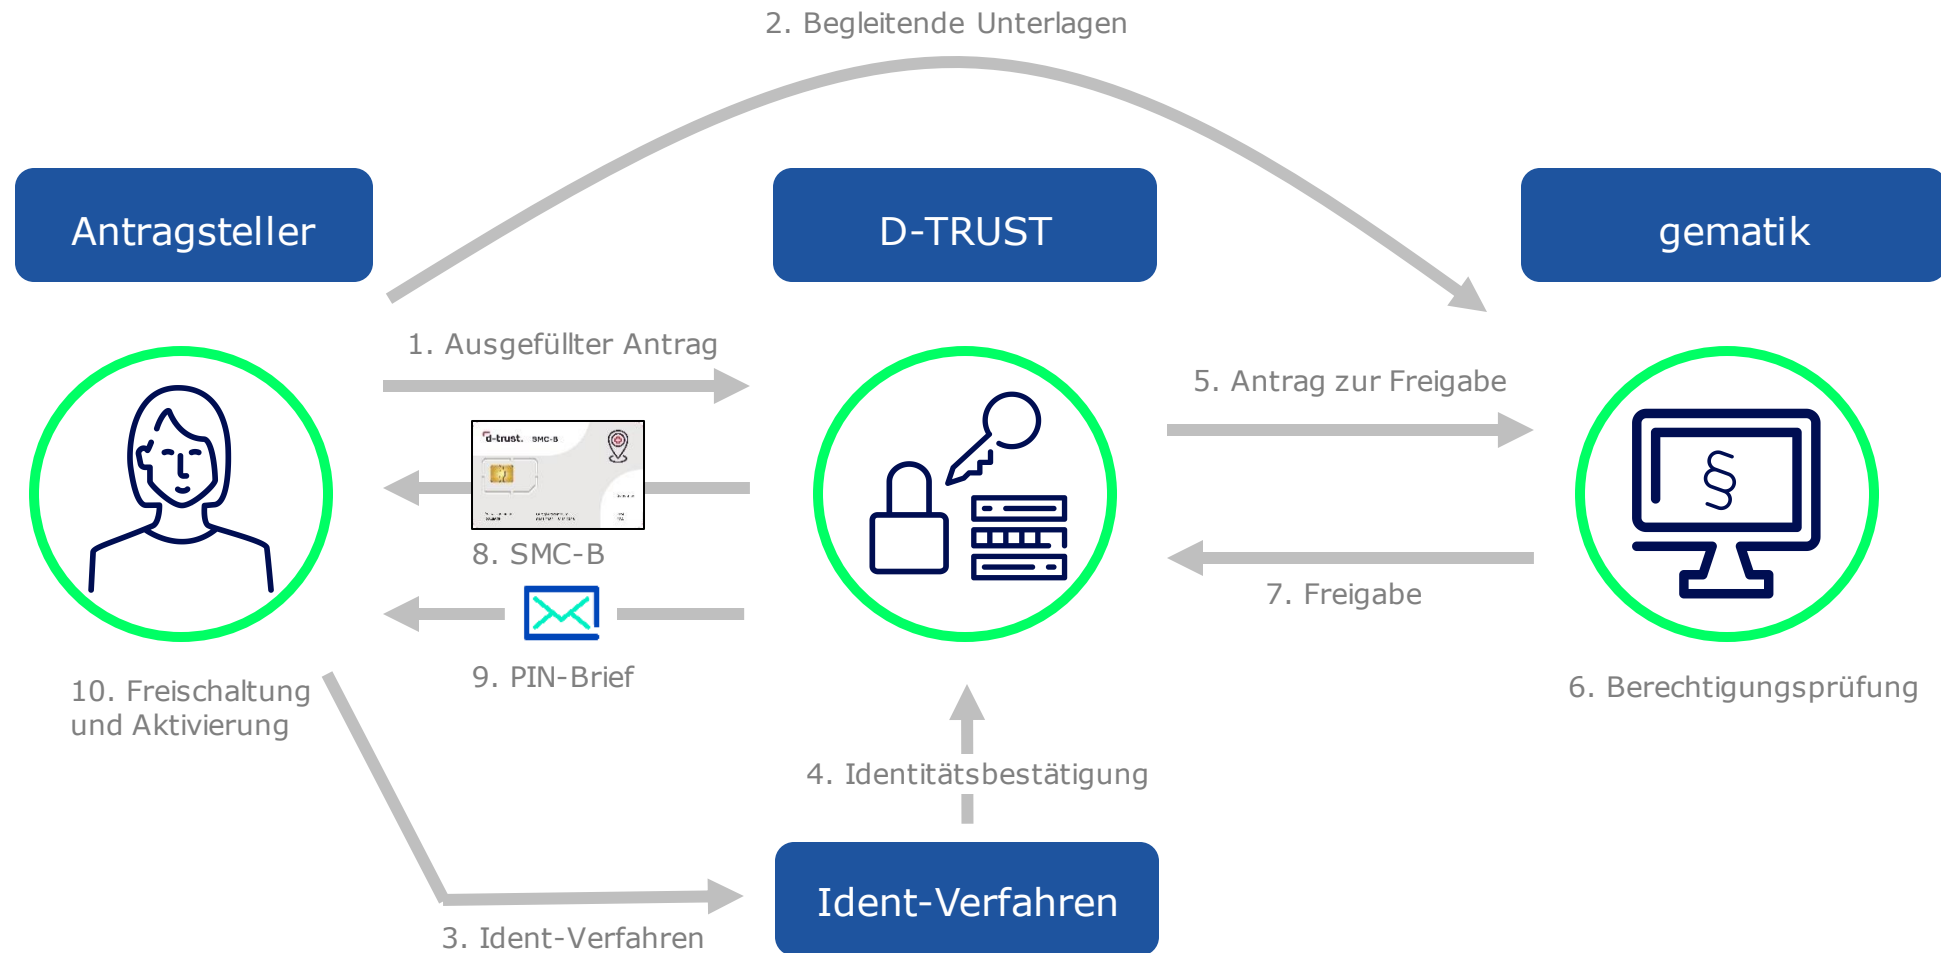 2. Begleitende Unterlagen
Antragsteller
D-TRUST
gematik
1. Ausgefüllter Antrag
5. Antrag zur Freigabe
d-trust. SMC-B
§
8. SMC-B
7. Freigabe
9. PIN-Brief
10. Freischaltung
und Aktivierung
6. Berechtigungsprüfung
4. Identitätsbestätigung
Ident-Verfahren
3. Ident-Verfahren